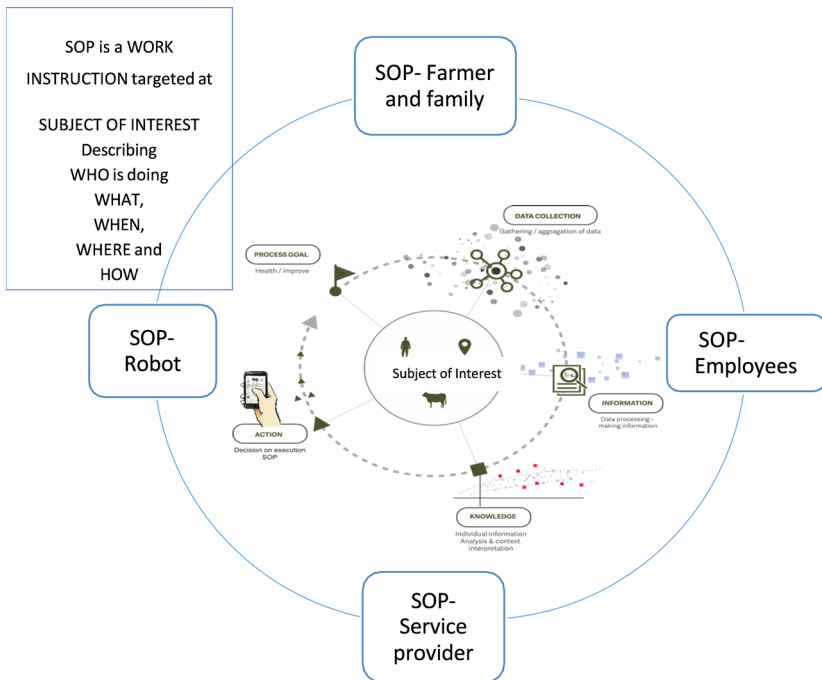 SOP is a WORK
INSTRUCTION targeted at
SUBJECT OF INTEREST
Describing
WHO is doing
WHAT,
WHEN,
WHERE and
HOW
SOP- Farmer
and family
DATA COLLECTION
Gathering / aggragation of data
PROCESS GOAL
Health / improve
SOP-
Robot
Subject of Interest
SOP-
Employees
INFORMATION
Data processing -
making information
ACTION
Decision on execution
SOP
KNOWLEDGE
Individual information
Analysis & context
interpretation
SOP-
Service
provider